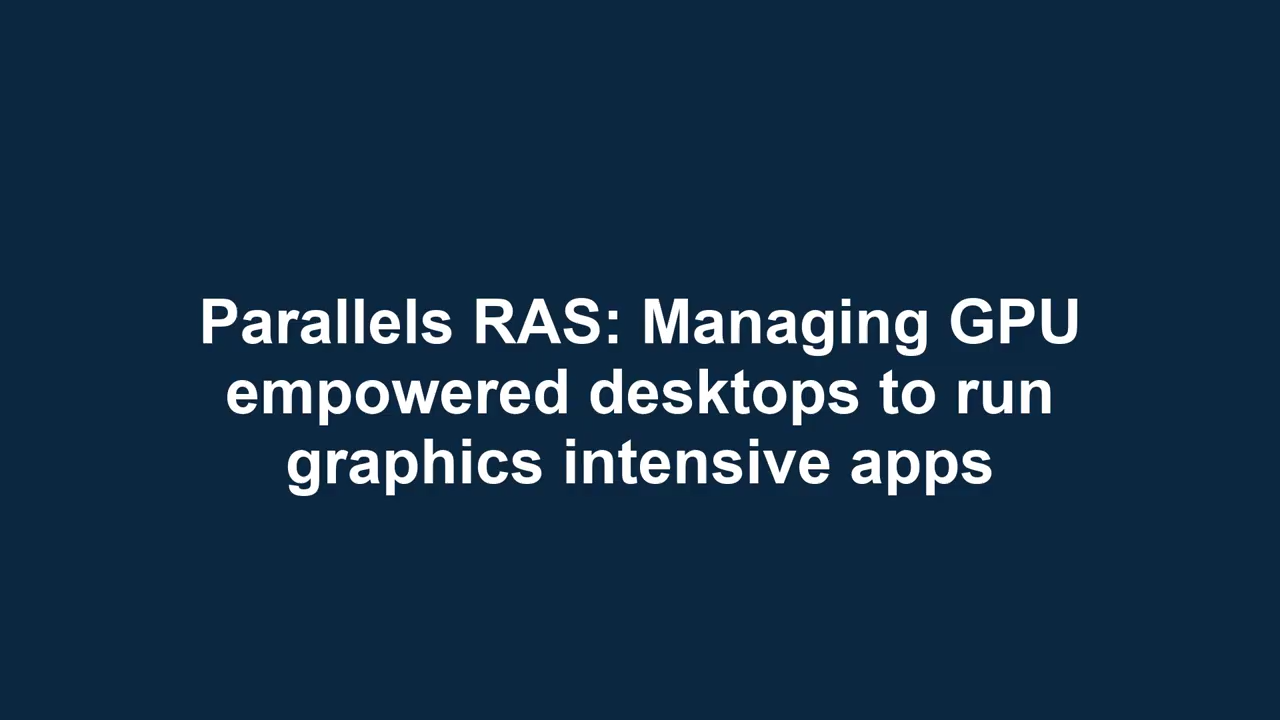 Parallels RAS: Managing GPU
empowered desktops to run
graphics intensive apps